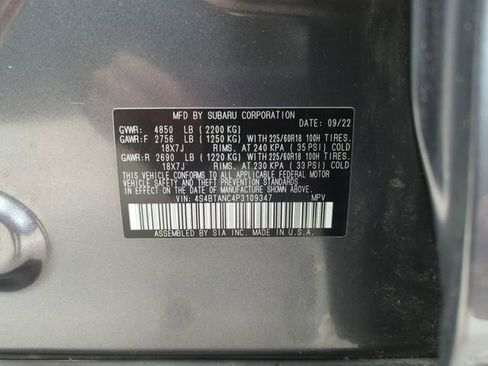 MFD BY SUBARU CORPORATION
DATE: 09/22
GVWR: 4850 LB (2200 KG)
GAWR:F 2756 LB (1250 KG) WITH 225/60R18 100H TIRES.
18X7J RIMS. AT 240 KPA (35 PSI) COLD
GAWR:R 2690 LB (1220 KG) WITH 225/60R18 100H TIRES.
18X7J RIMS. AT 230 KPA (33 PSI) COLD
THIS VEHICLE CONFORMS TO ALL APPLICABLE FEDERAL MOTOR
VEHICLE SAFETY AND THEFT PREVENTION STANDARDS
IN EFFECT ON THE DATE OF MANUFACTURE SHOWN ABOVE.
VIN: 4S4BTANC4P3109347 MPV
ASSEMBLED BY SIA INC. MADE IN U.S.A.